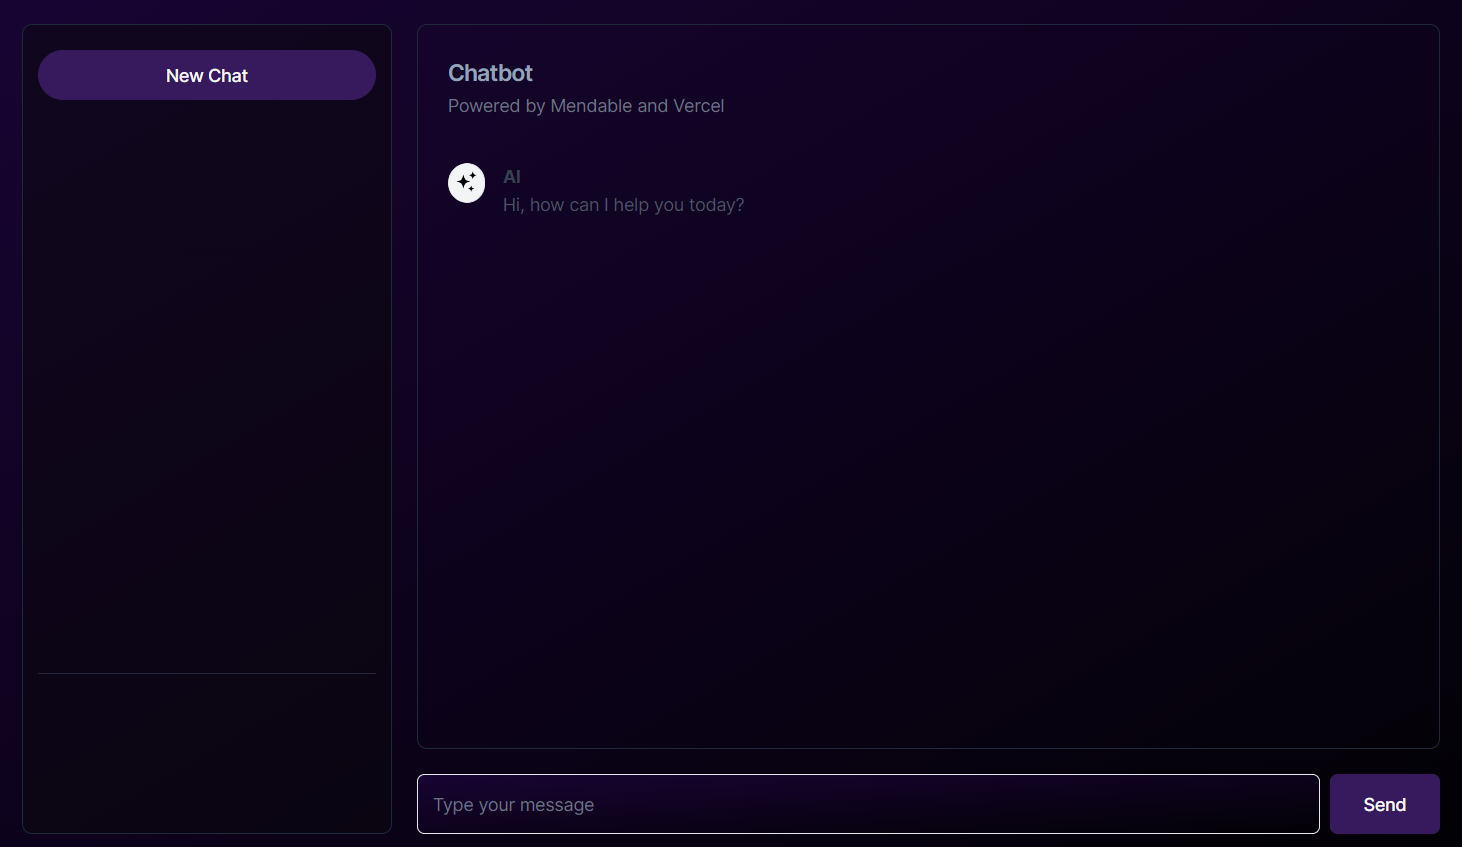 New Chat
Chatbot
Powered by Mendable and Vercel
AI
Hi, how can I help you today?
Type your message
Send